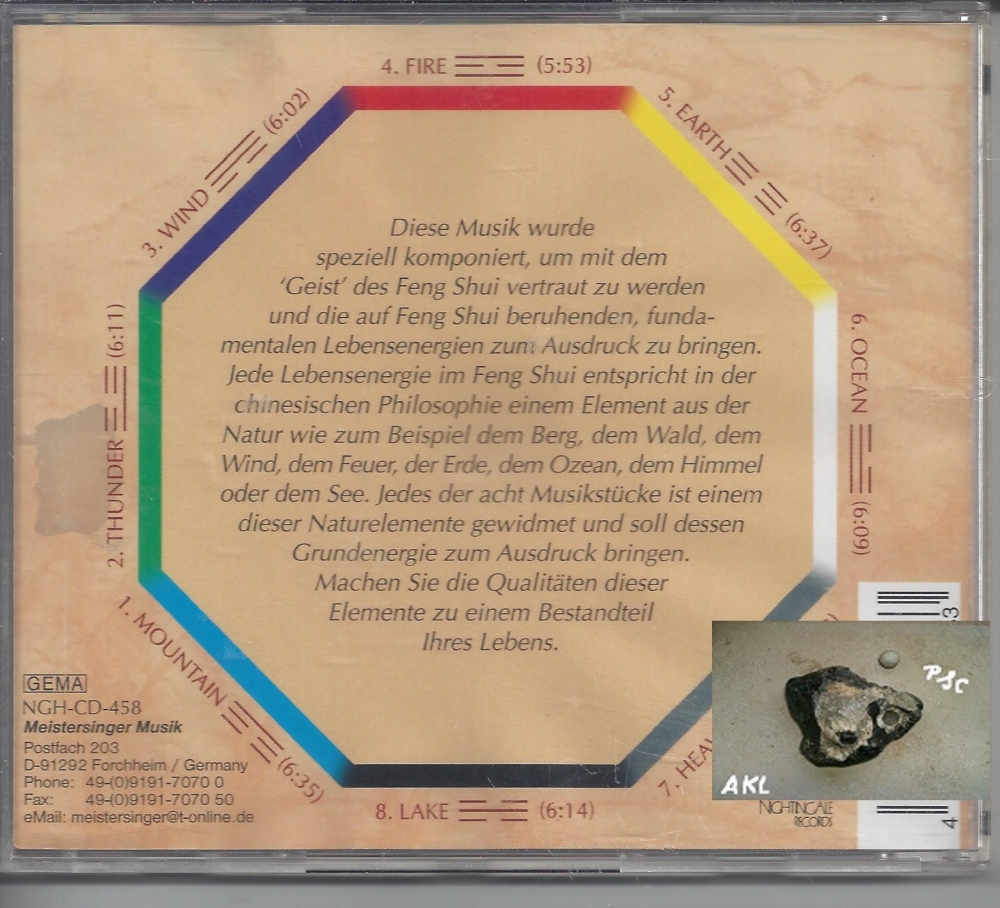 4. FIRE (5:53)
3. WIND (6:02)
5. EARTH (6:37)
2. THUNDER (6:11)
6. OCEAN (6:09)
1. MOUNTAIN (6:35)
8. LAKE (6:14)
7.
Diese Musik wurde
speziell komponiert, um mit dem
‘Geist’ des Feng Shui vertraut zu werden
und die auf Feng Shui beruhenden, funda-
mentalen Lebensenergien zum Ausdruck zu bringen.
Jede Lebensenergie im Feng Shui entspricht in der
chinesischen Philosophie einem Element aus der
Natur wie zum Beispiel dem Berg, dem Wald, dem
Wind, dem Feuer, der Erde, dem Ozean, dem Himmel
oder dem See. Jedes der acht Musikstücke ist einem
dieser Naturelemente gewidmet und soll dessen
Grundenergie zum Ausdruck bringen.
Machen Sie die Qualitäten dieser
Elemente zu einem Bestandteil
Ihres Lebens.
GEMA
NGH-CD-458
Meistersinger Musik
Postfach 203
D-91292 Forchheim / Germany
Phone: 49-(0)9191-7070 0
Fax: 49-(0)9191-7070 50
eMail: meistersinger@t-online.de
PSC
AKL
NIGHTINGALE
RECORDS
3
4